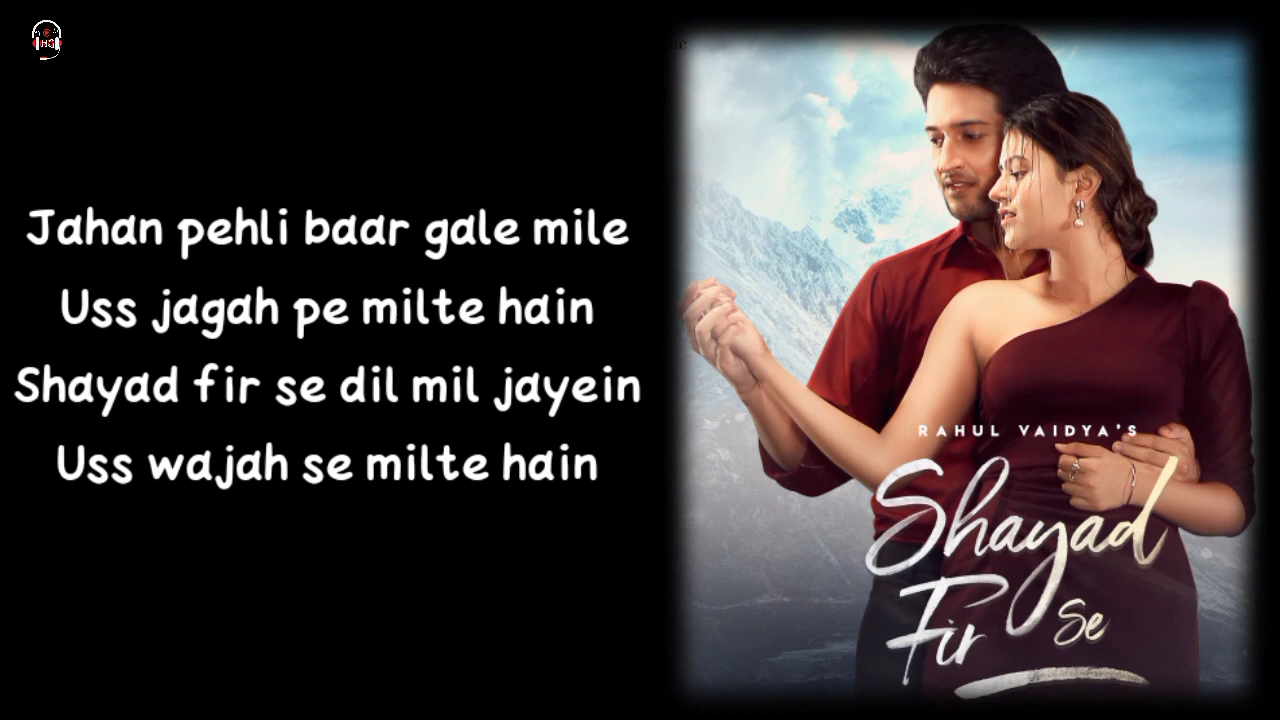 HG
Jahan pehli baar gale mile
Uss jagah pe milte hain
Shayad fir se dil mil jayein
Uss wajah se milte hain
RAHUL VAIDYA'S
Shayad
Fir se